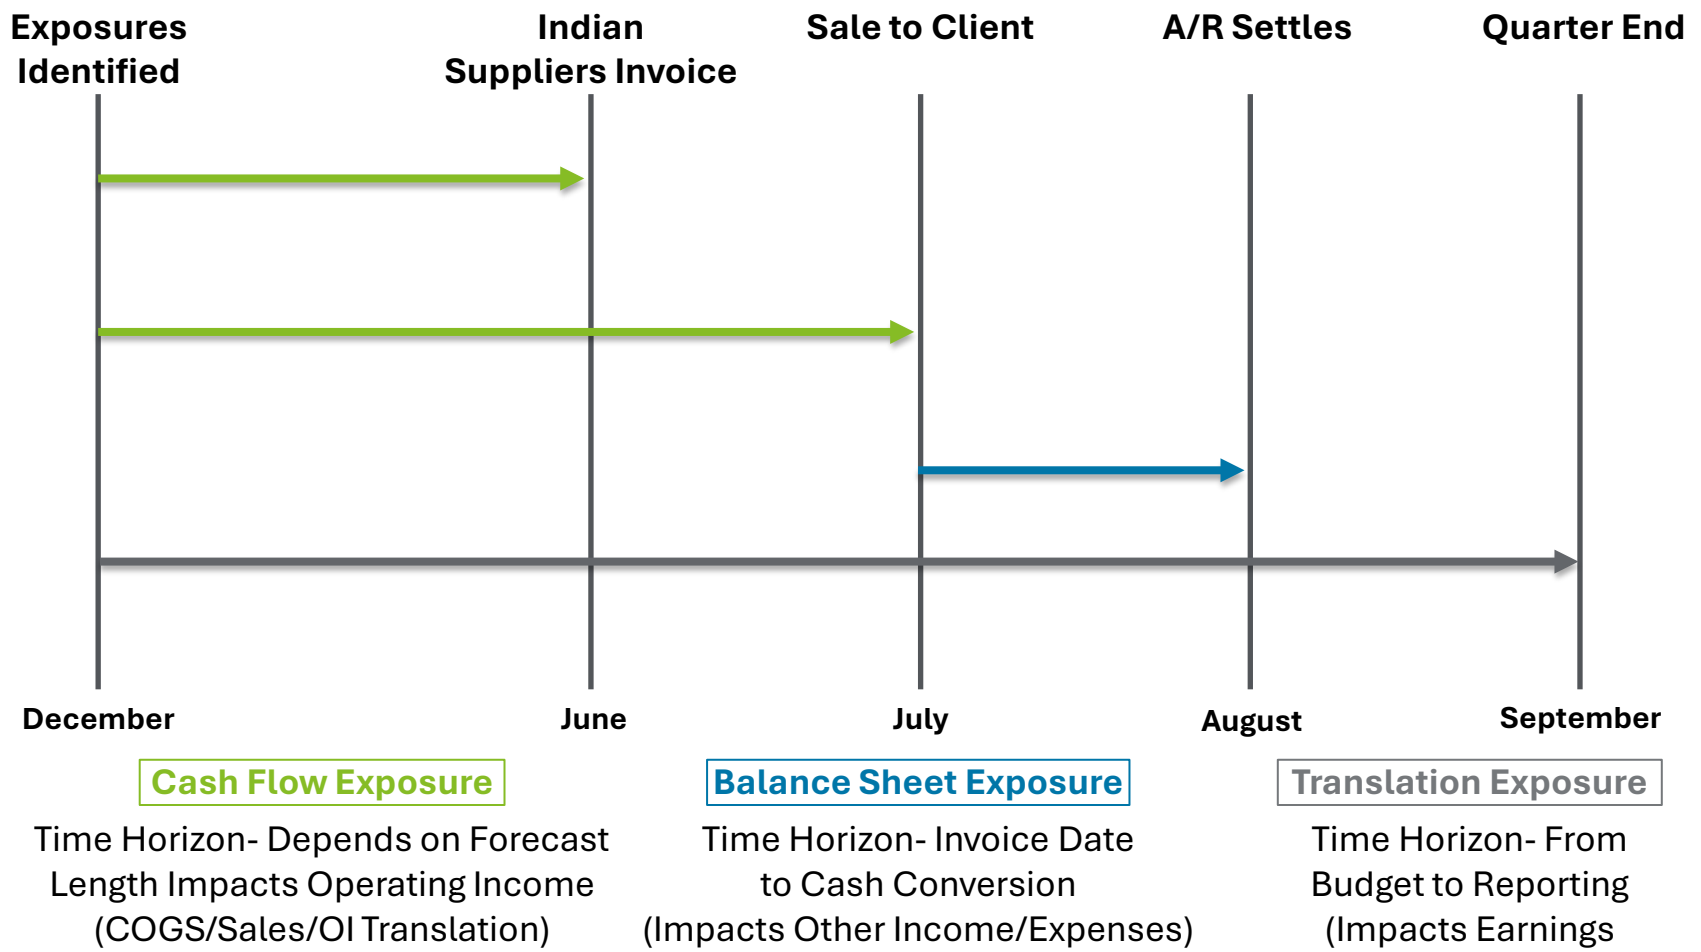 Exposures
Identified
Indian
Suppliers Invoice
Sale to Client
A/R Settles
Quarter End
December
June
July
August
September
Cash Flow Exposure
Time Horizon- Depends on Forecast
Length Impacts Operating Income
(COGS/Sales/OI Translation)
Balance Sheet Exposure
Time Horizon- Invoice Date
to Cash Conversion
(Impacts Other Income/Expenses)
Translation Exposure
Time Horizon- From
Budget to Reporting
(Impacts Earnings